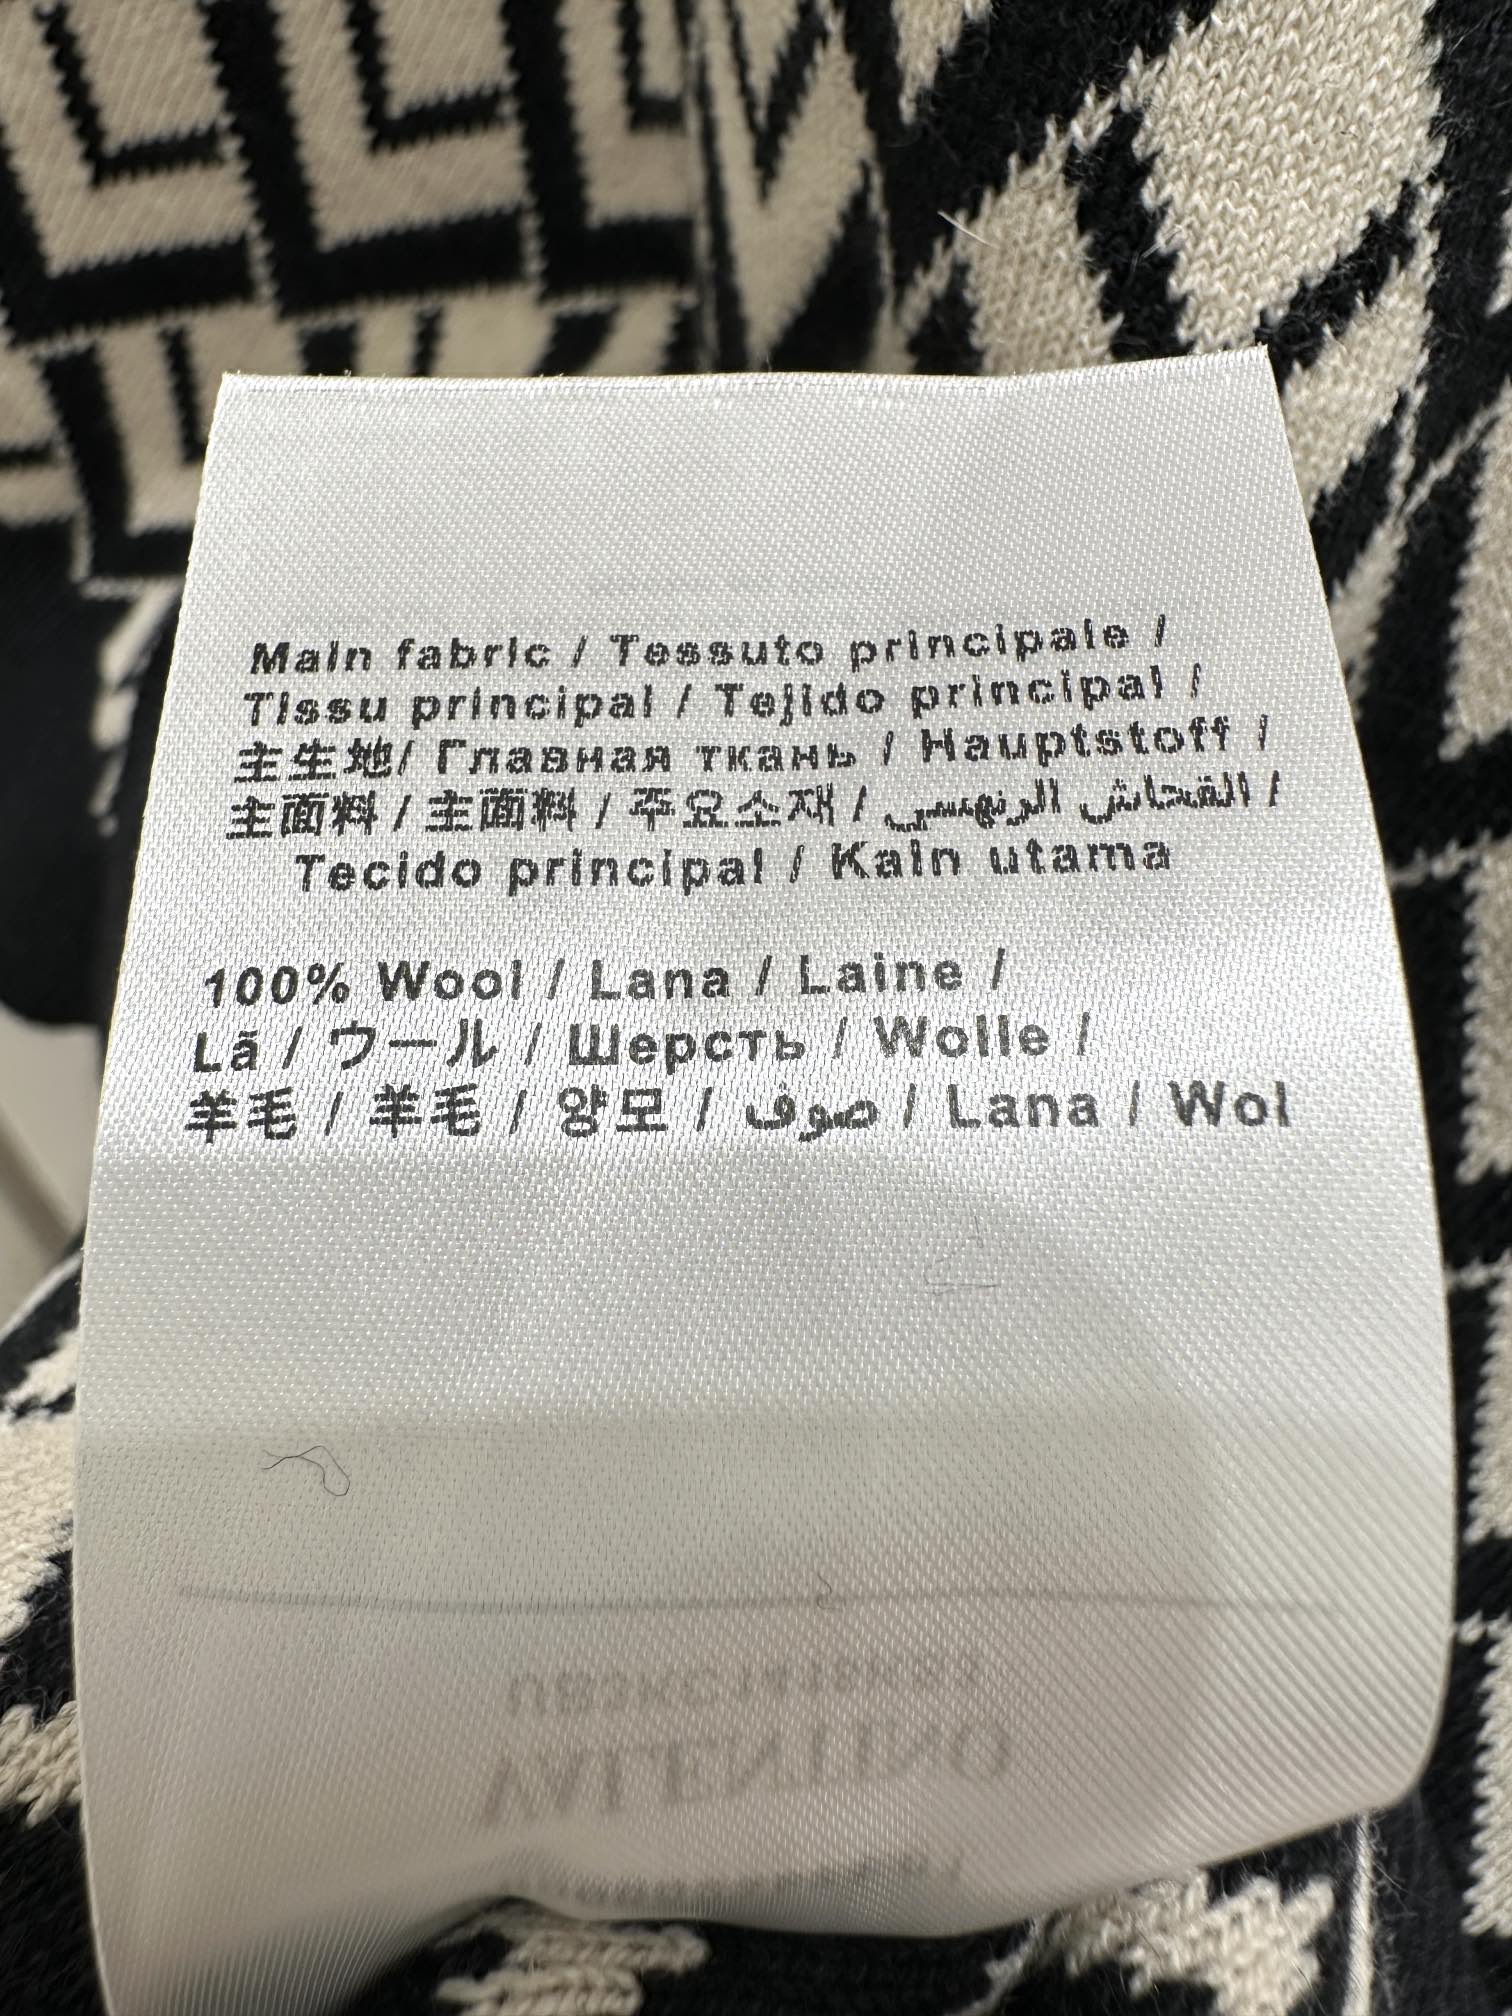 Main fabric / Tessuto principale /
Tissu principal / Tejido principal /
主生地/ Главная ткань / Hauptstoff /
主面料 / 主面料 / 주요소재 / القماش الرئيسي /
Tecido principal / Kain utama
100% Wool / Lana / Laine /
Lã / ウール / Шерсть / Wolle /
羊毛 / 羊毛 / 양모 / صوف / Lana / Wol